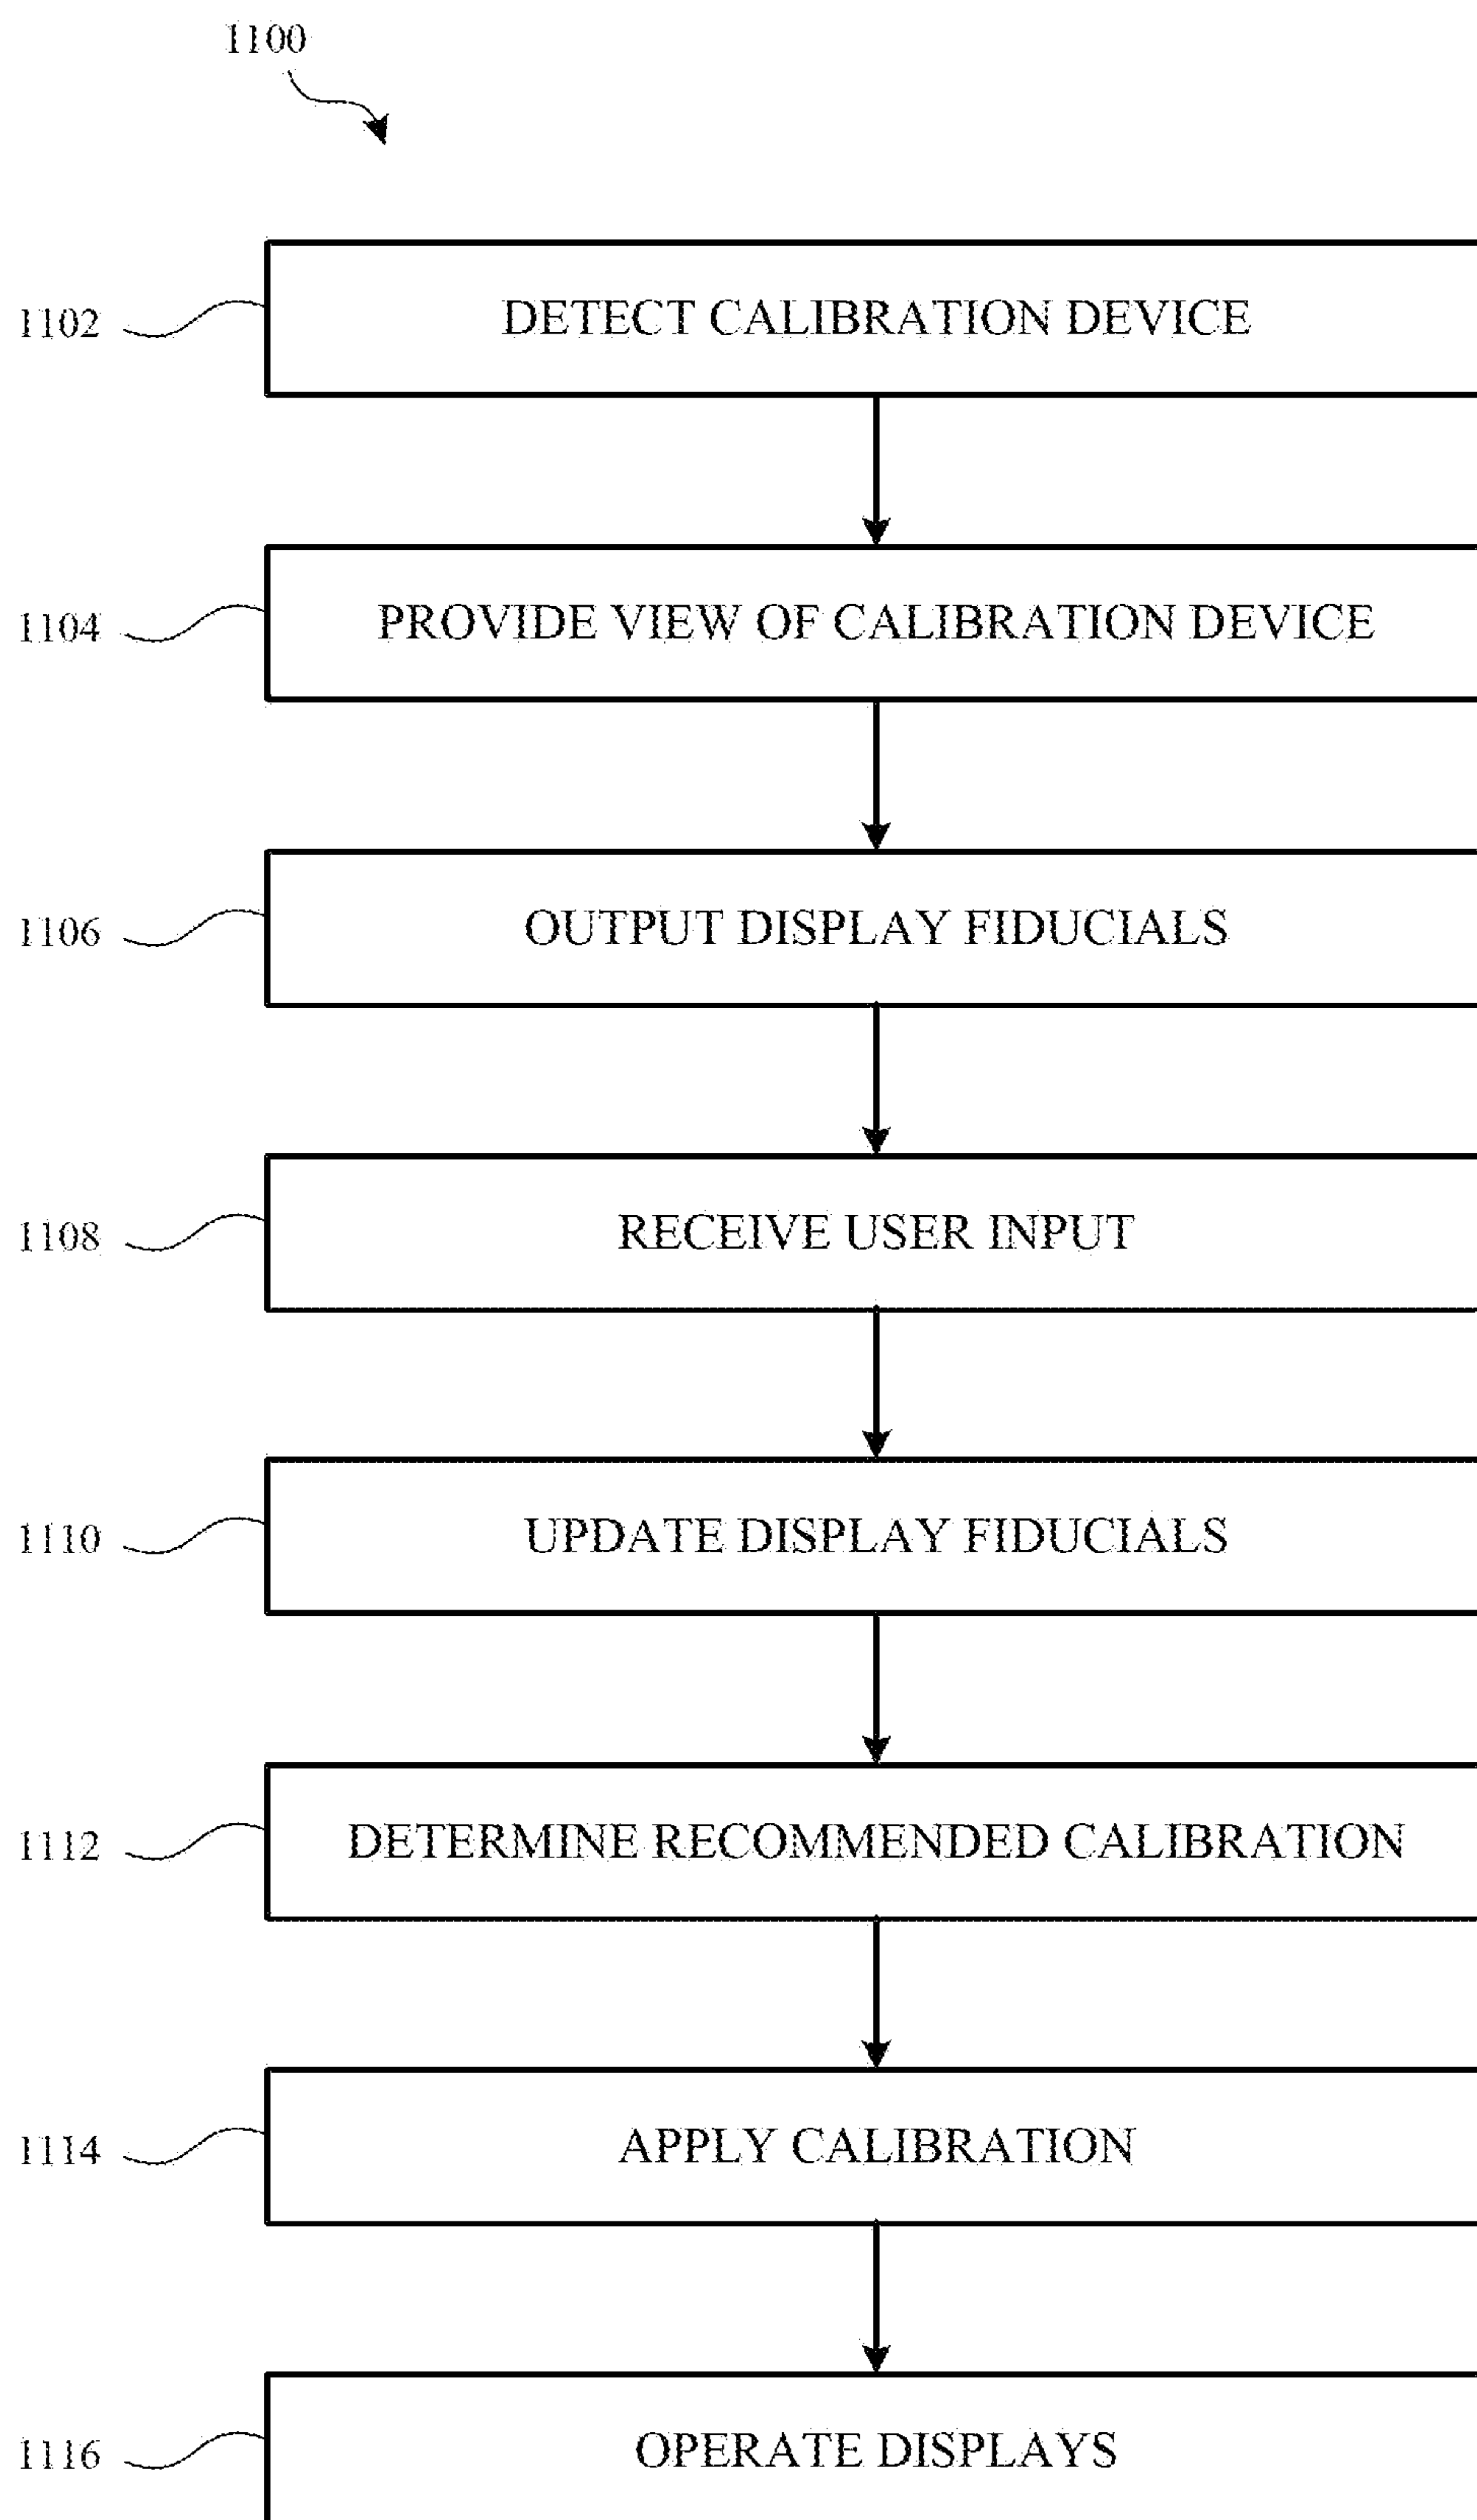 1100
1102 DETECT CALIBRATION DEVICE
1104 PROVIDE VIEW OF CALIBRATION DEVICE
1106 OUTPUT DISPLAY FIDUCIALS
1108 RECEIVE USER INPUT
1110 UPDATE DISPLAY FIDUCIALS
1112 DETERMINE RECOMMENDED CALIBRATION
1114 APPLY CALIBRATION
1116 OPERATE DISPLAYS